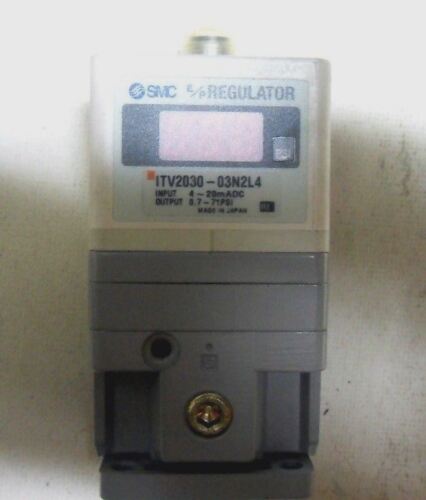 SMC E/P REGULATOR
ITV2030-03N2L4
INPUT 4~20mADC
OUTPUT 0.7-71PSI
MADE IN JAPAN